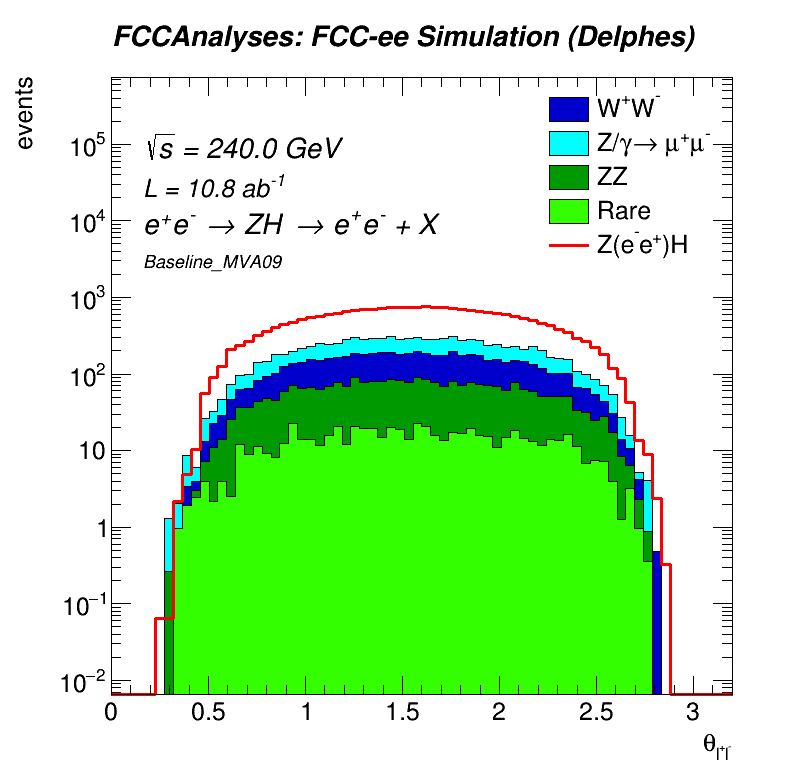 FCCAnalyses: FCC-ee Simulation (Delphes)
events
√s = 240.0 GeV
L = 10.8 ab⁻¹
e⁺e⁻ → ZH → e⁺e⁻ + X
Baseline_MVA09
W⁺W⁻
Z/γ→ μ⁺μ⁻
ZZ
Rare
Z(e⁻e⁺)H
10⁵
10⁴
10³
10²
10
1
10⁻¹
10⁻²
0 0.5 1 1.5 2 2.5 3
θ_{l⁺l⁻}